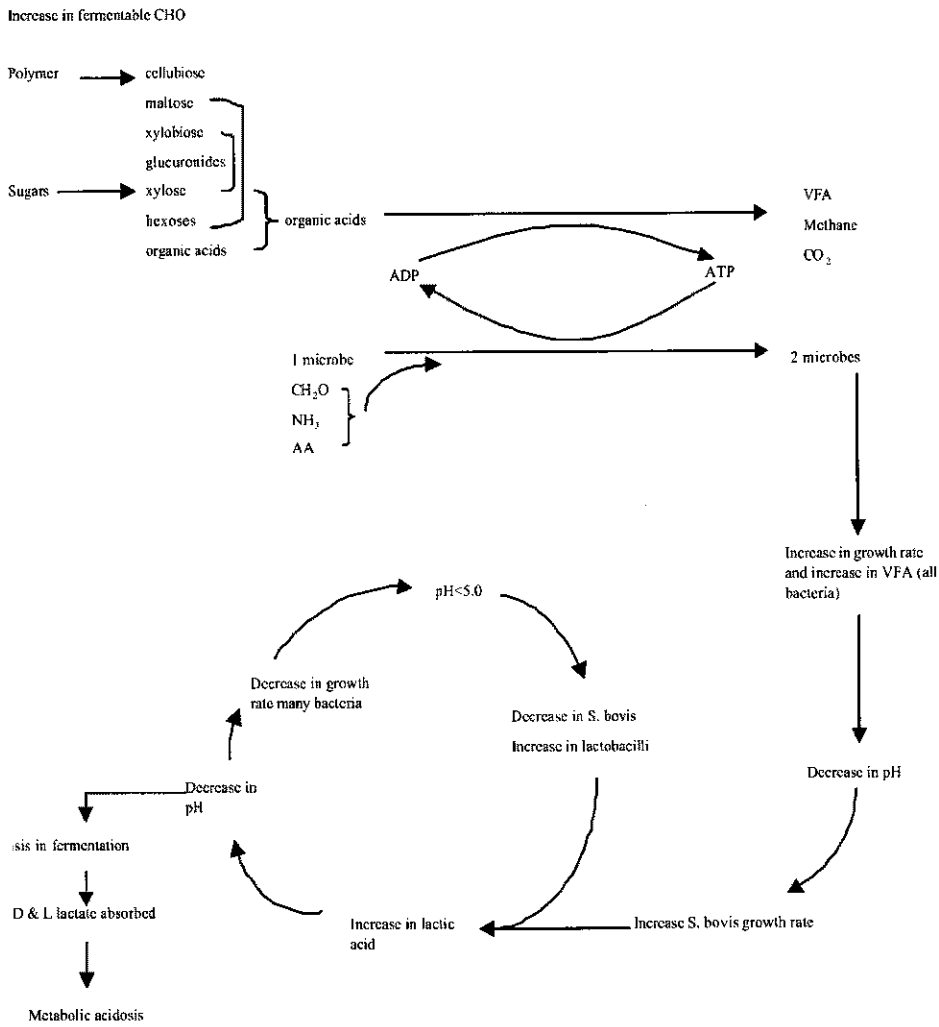 Increase in fermentable CHO
Polymer
cellubiose
maltose
xylobiose
glucuronides
Sugars
xylose
hexoses
organic acids
organic acids
VFA
Methane
CO₂
ADP
ATP
1 microbe
CH₂O
NH₃
AA
2 microbes
Increase in growth rate
and increase in VFA (all
bacteria)
pH<5.0
Decrease in growth
rate many bacteria
Decrease in S. bovis
Increase in lactobacilli
Decrease in pH
Decrease in
pH
sis in fermentation
D & L lactate absorbed
Increase in lactic
acid
Increase S. bovis growth rate
Metabolic acidosis